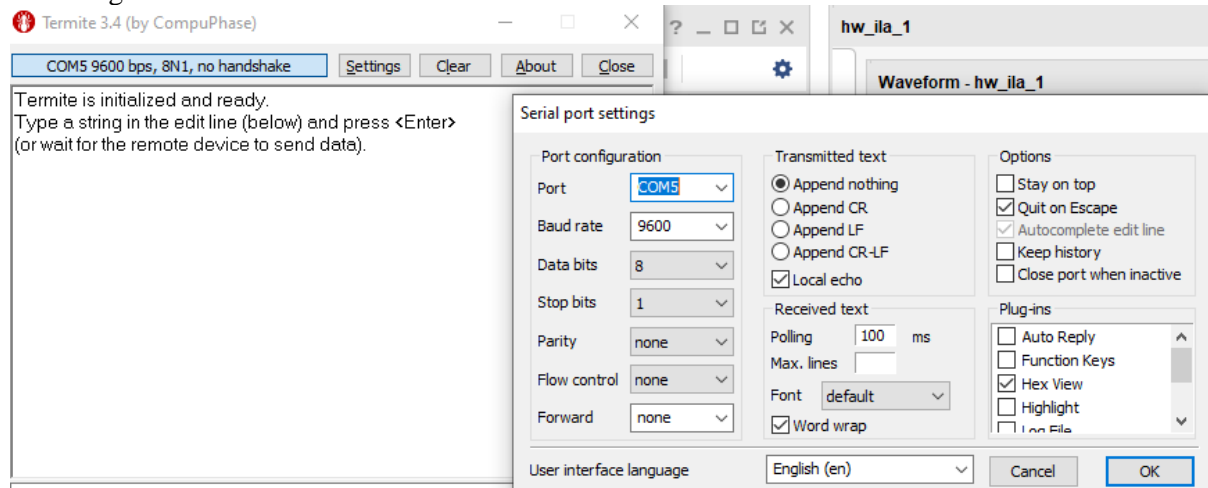 Termite 3.4 (by CompuPhase)
COM5 9600 bps, 8N1, no handshake
Settings
Clear
About
Close
Termite is initialized and ready.
Type a string in the edit line (below) and press <Enter>
(or wait for the remote device to send data).
hw_ila_1
Waveform - hw_ila_1
Serial port settings
Port configuration
Port COM5
Baud rate 9600
Data bits 8
Stop bits 1
Parity none
Flow control none
Forward none
Transmitted text
Append nothing
Append CR
Append LF
Append CR-LF
Local echo
Received text
Polling 100 ms
Max. lines
Font default
Word wrap
Options
Stay on top
Quit on Escape
Autocomplete edit line
Keep history
Close port when inactive
Plug-ins
Auto Reply
Function Keys
Hex View
Highlight
Log File
User interface language English (en)
Cancel
OK